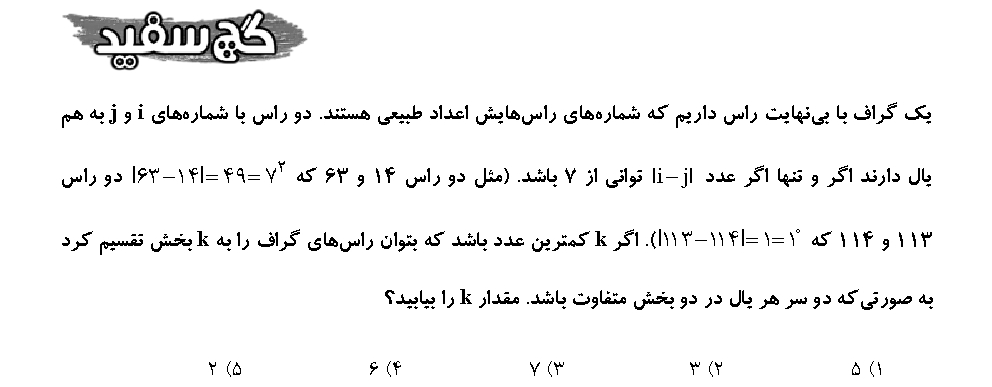 گچ سفید
یک گراف با بی‌نهایت راس داریم که شماره‌های راس‌هایش اعداد طبیعی هستند. دو راس با شماره‌های i و j به هم
یال دارند اگر و تنها اگر عدد |i-j| توانی از ۷ باشد. (مثل دو راس ۱۴ و ۶۳ که |۶۳-۱۴|=۴۹=۷² دو راس
۱۱۳ و ۱۱۴ که |۱۱۳-۱۱۴|=۱=۱°). اگر k کمترین عدد باشد که بتوان راس‌های گراف را به k بخش تقسیم کرد
به صورتی‌که دو سر هر یال در دو بخش متفاوت باشد. مقدار k را بیابید؟
۱) ۵ ۲) ۳ ۳) ۷ ۴) ۶ ۵) ۲